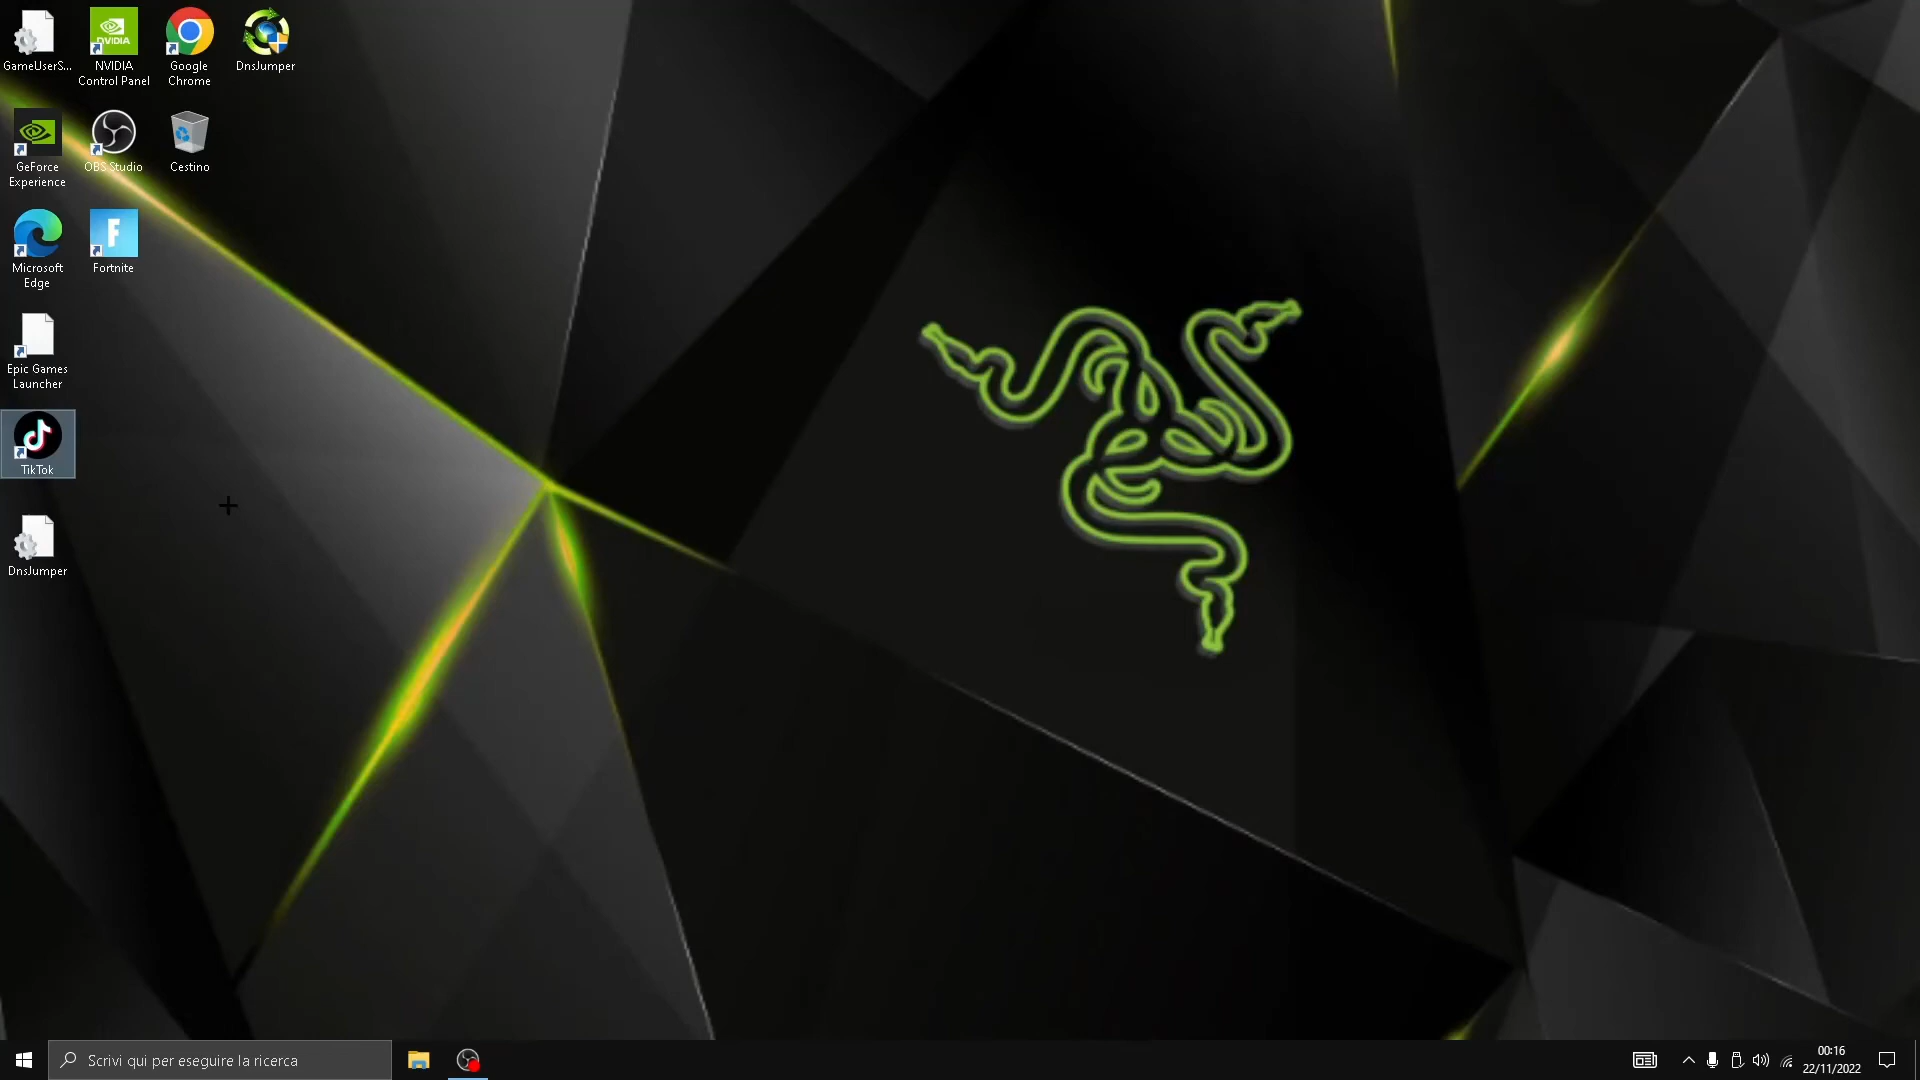 GameUserS...
NVIDIA
NVIDIA
Control Panel
Google
Chrome
DnsJumper
GeForce
Experience
OBS Studio
Cestino
Microsoft
Edge
F
Fortnite
Epic Games
Launcher
TikTok
DnsJumper
Scrivi qui per eseguire la ricerca
00:16
22/11/2022